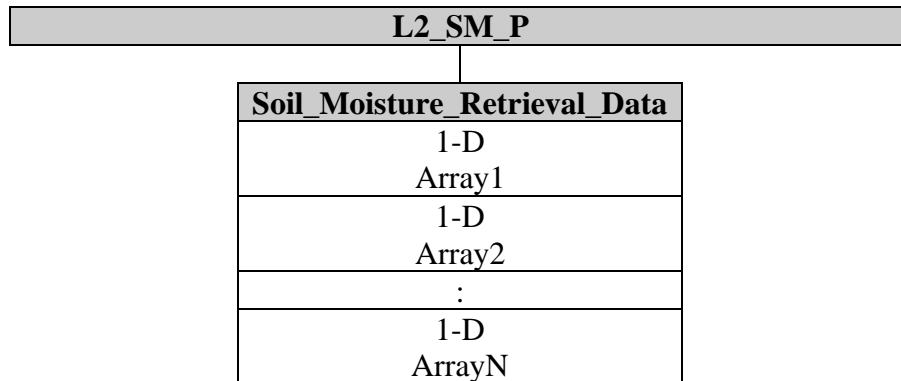 L2_SM_P
Soil_Moisture_Retrieval_Data
1-D
Array1
1-D
Array2
:
1-D
ArrayN